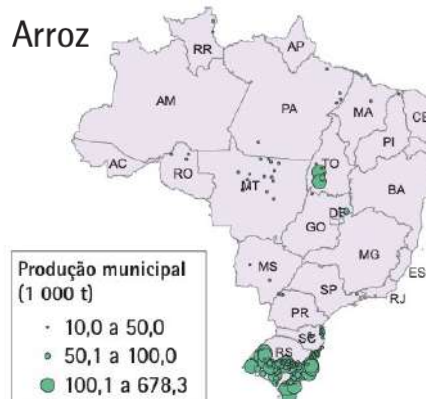 Arroz
RR
AP
AM
PA
MA
CE
PI
AC
RO
TO
MT
BA
DF
GO
MG
ES
MS
SP
RJ
PR
SC
RS
Produção municipal
(1 000 t)
10,0 a 50,0
50,1 a 100,0
100,1 a 678,3